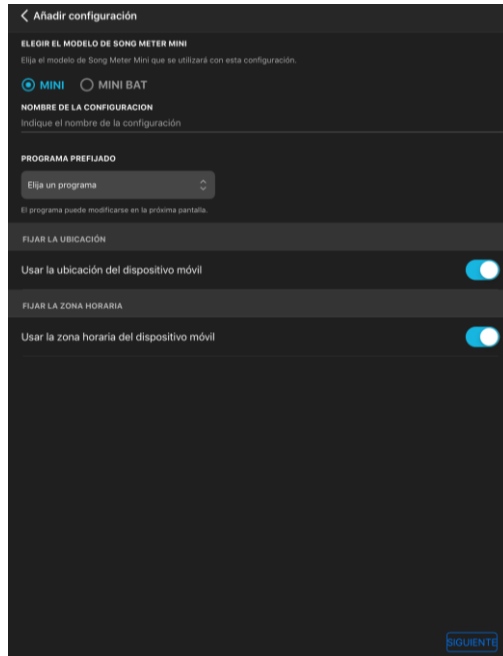 Añadir configuración
ELEGIR EL MODELO DE SONG METER MINI
Elija el modelo de Song Meter Mini que se utilizará con esta configuración.
MINI MINI BAT
NOMBRE DE LA CONFIGURACION
Indique el nombre de la configuración
PROGRAMA PREFIJADO
Elija un programa
El programa puede modificarse en la próxima pantalla.
FIJAR LA UBICACIÓN
Usar la ubicación del dispositivo móvil
FIJAR LA ZONA HORARIA
Usar la zona horaria del dispositivo móvil
SIGUIENTE